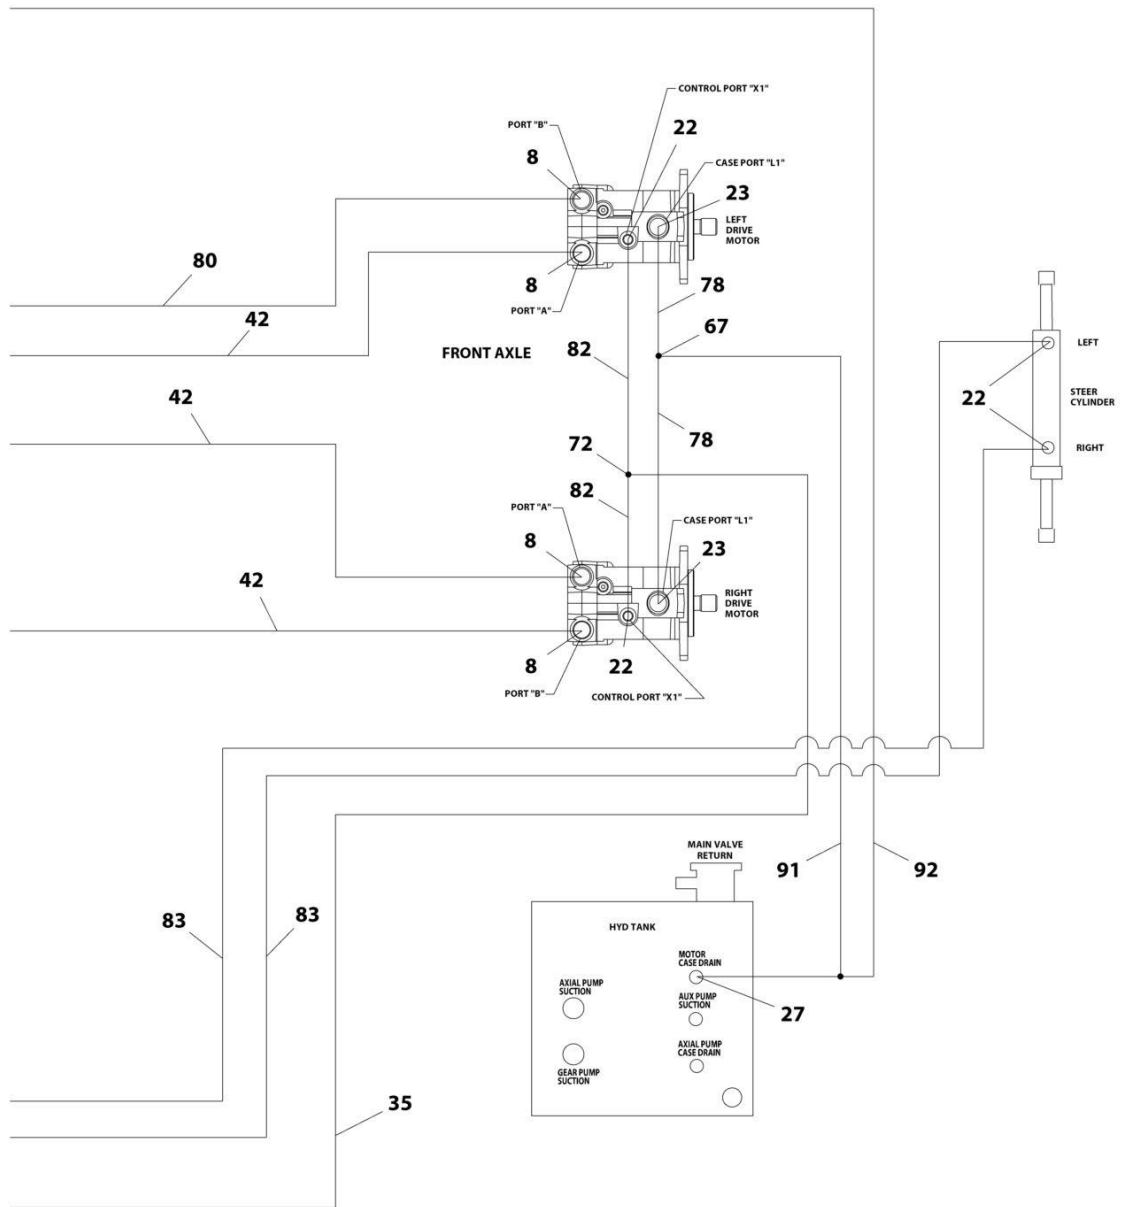 CONTROL PORT "X1"
PORT "B"
22
8
CASE PORT "L1"
23
LEFT
DRIVE
MOTOR
80
8
PORT "A"
78
42
67
FRONT AXLE
82
LEFT
42
22
STEER
CYLINDER
72
78
RIGHT
82
PORT "A"
CASE PORT "L1"
8
23
42
RIGHT
DRIVE
MOTOR
8
22
PORT "B"
CONTROL PORT "X1"
MAIN VALVE
RETURN
91
92
83
83
HYD TANK
MOTOR
CASE DRAIN
AXIAL PUMP
SUCTION
AUX PUMP
SUCTION
27
AXIAL PUMP
CASE DRAIN
GEAR PUMP
SUCTION
35